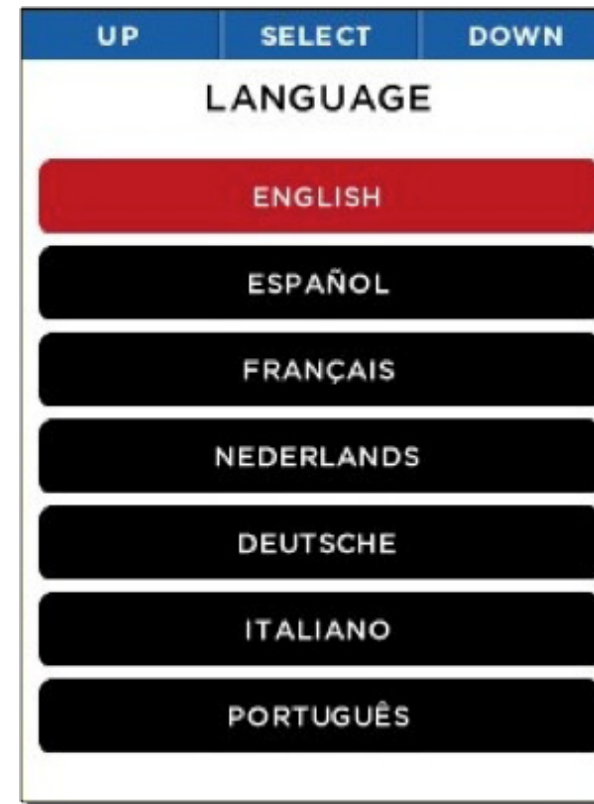 UP SELECT DOWN
LANGUAGE
ENGLISH
ESPAÑOL
FRANÇAIS
NEDERLANDS
DEUTSCHE
ITALIANO
PORTUGUÊS